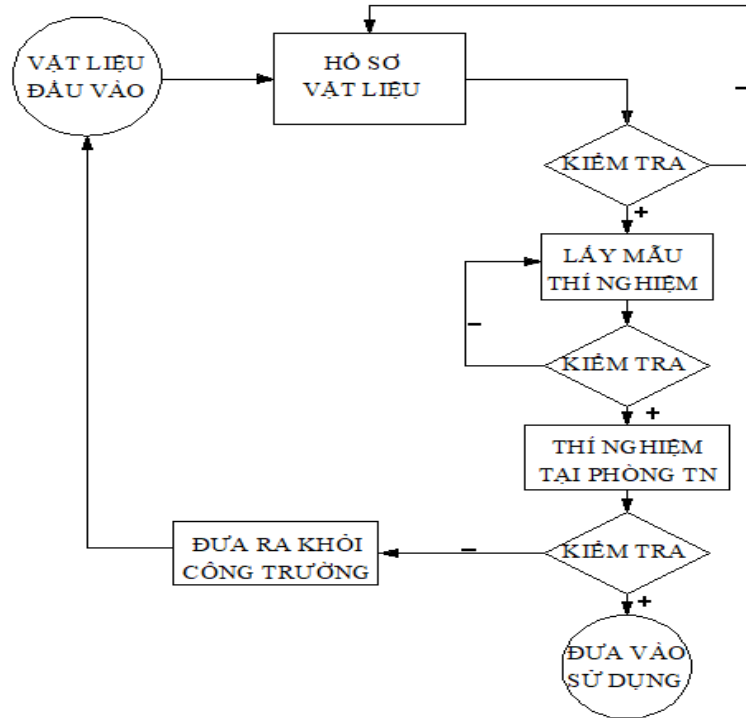 VẬT LIỆU
ĐẦU VÀO
HỒ SƠ
VẬT LIỆU
–
KIỂM TRA
+
LẤY MẪU
THÍ NGHIỆM
–
KIỂM TRA
+
THÍ NGHIỆM
TẠI PHÒNG TN
ĐƯA RA KHỎI
CÔNG TRƯỜNG
–
KIỂM TRA
+
ĐƯA VÀO
SỬ DỤNG